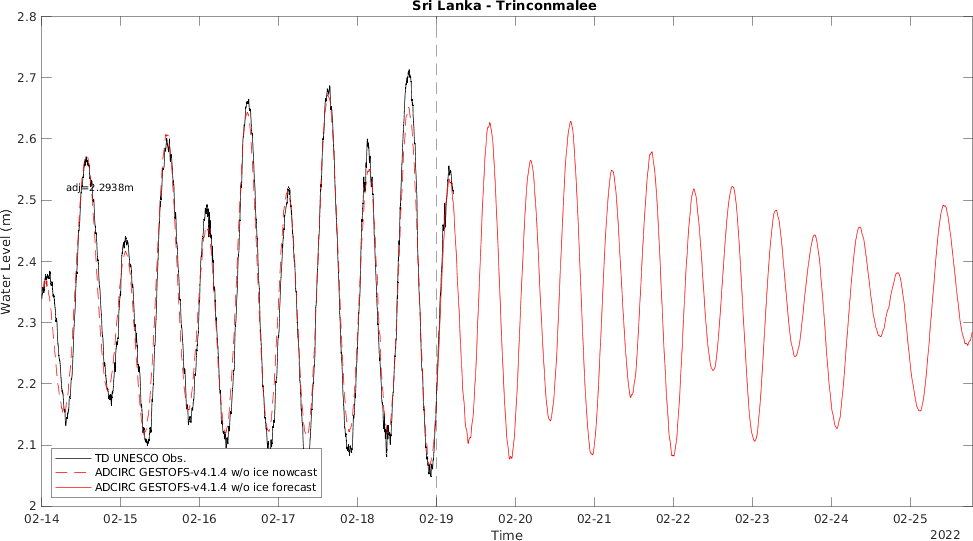 Sri Lanka - Trinconmalee
2.8
2.7
2.6
2.5
2.4
2.3
2.2
2.1
2
Water Level (m)
adj=2.2938m
TD UNESCO Obs.
ADCIRC GESTOFS-v4.1.4 w/o ice nowcast
ADCIRC GESTOFS-v4.1.4 w/o ice forecast
02-14 02-15 02-16 02-17 02-18 02-19 02-20 02-21 02-22 02-23 02-24 02-25
Time
2022